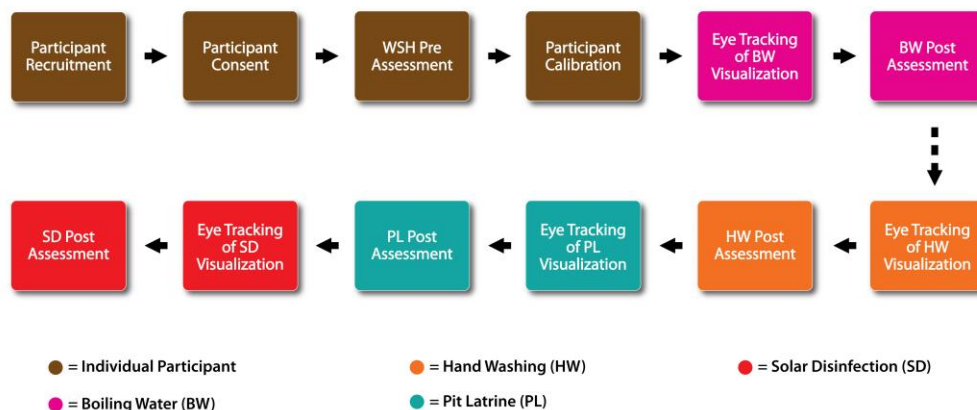 Participant
Recruitment
Participant
Consent
WSH Pre
Assessment
Participant
Calibration
Eye Tracking
of BW
Visualization
BW Post
Assessment
SD Post
Assessment
Eye Tracking
of SD
Visualization
PL Post
Assessment
Eye Tracking
of PL
Visualization
HW Post
Assessment
Eye Tracking
of HW
Visualization
= Individual Participant
= Hand Washing (HW)
= Solar Disinfection (SD)
= Boiling Water (BW)
= Pit Latrine (PL)